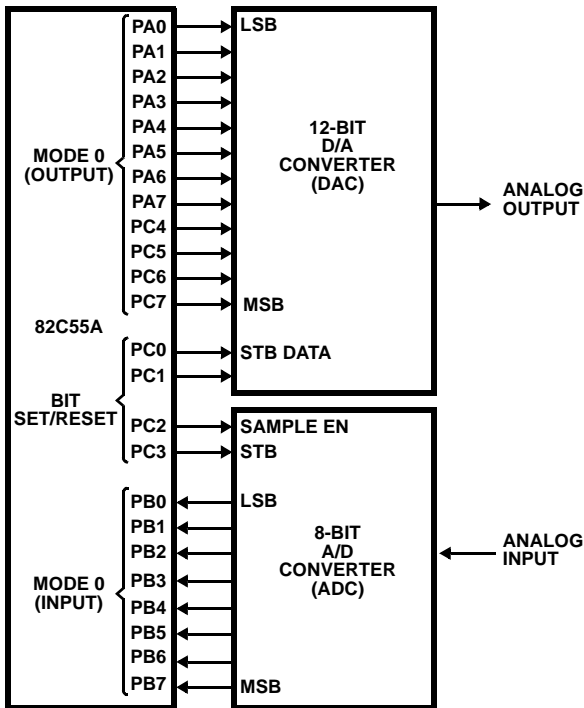 PA0 LSB
PA1
PA2
PA3
PA4
PA5
PA6
PA7
PC4
PC5
PC6
PC7 MSB
MODE 0
(OUTPUT)
12-BIT
D/A
CONVERTER
(DAC)
ANALOG
OUTPUT
82C55A
PC0 STB DATA
PC1
BIT
SET/RESET
PC2 SAMPLE EN
PC3 STB
PB0 LSB
PB1
PB2
PB3
PB4
PB5
PB6
PB7 MSB
MODE 0
(INPUT)
8-BIT
A/D
CONVERTER
(ADC)
ANALOG
INPUT